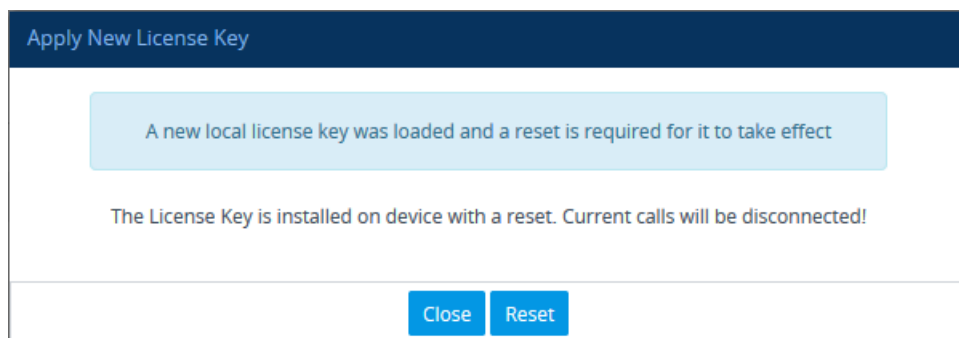 Apply New License Key
A new local license key was loaded and a reset is required for it to take effect
The License Key is installed on device with a reset. Current calls will be disconnected!
Close Reset